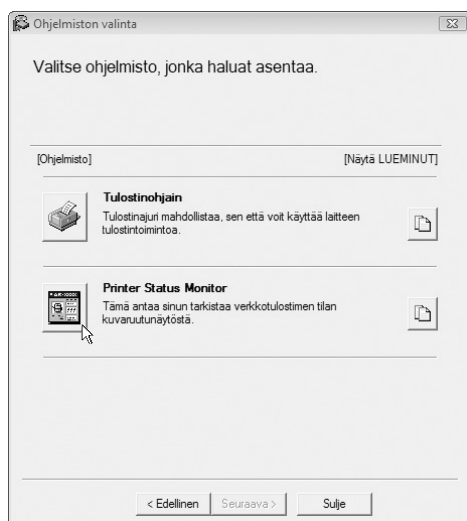 Ohjelmiston valinta
Valitse ohjelmisto, jonka haluat asentaa.
[Ohjelmisto] [Näytä LUEMINUT]
Tulostinohjain
Tulostinajuri mahdollistaa, sen että voit käyttää laitteen
tulostintoimintoa.
Printer Status Monitor
Tämä antaa sinun tarkistaa verkkotulostimen tilan
kuvaruutunäytöstä.
< Edellinen Seuraava > Sulje